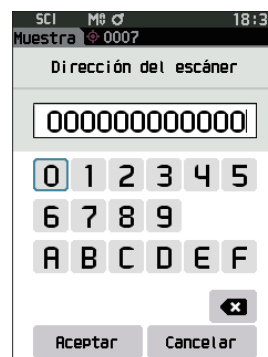 SCI M0 18:3
Muestra 0007
Dirección del escáner
000000000000
0 1 2 3 4 5
6 7 8 9
A B C D E F
Aceptar Cancelar